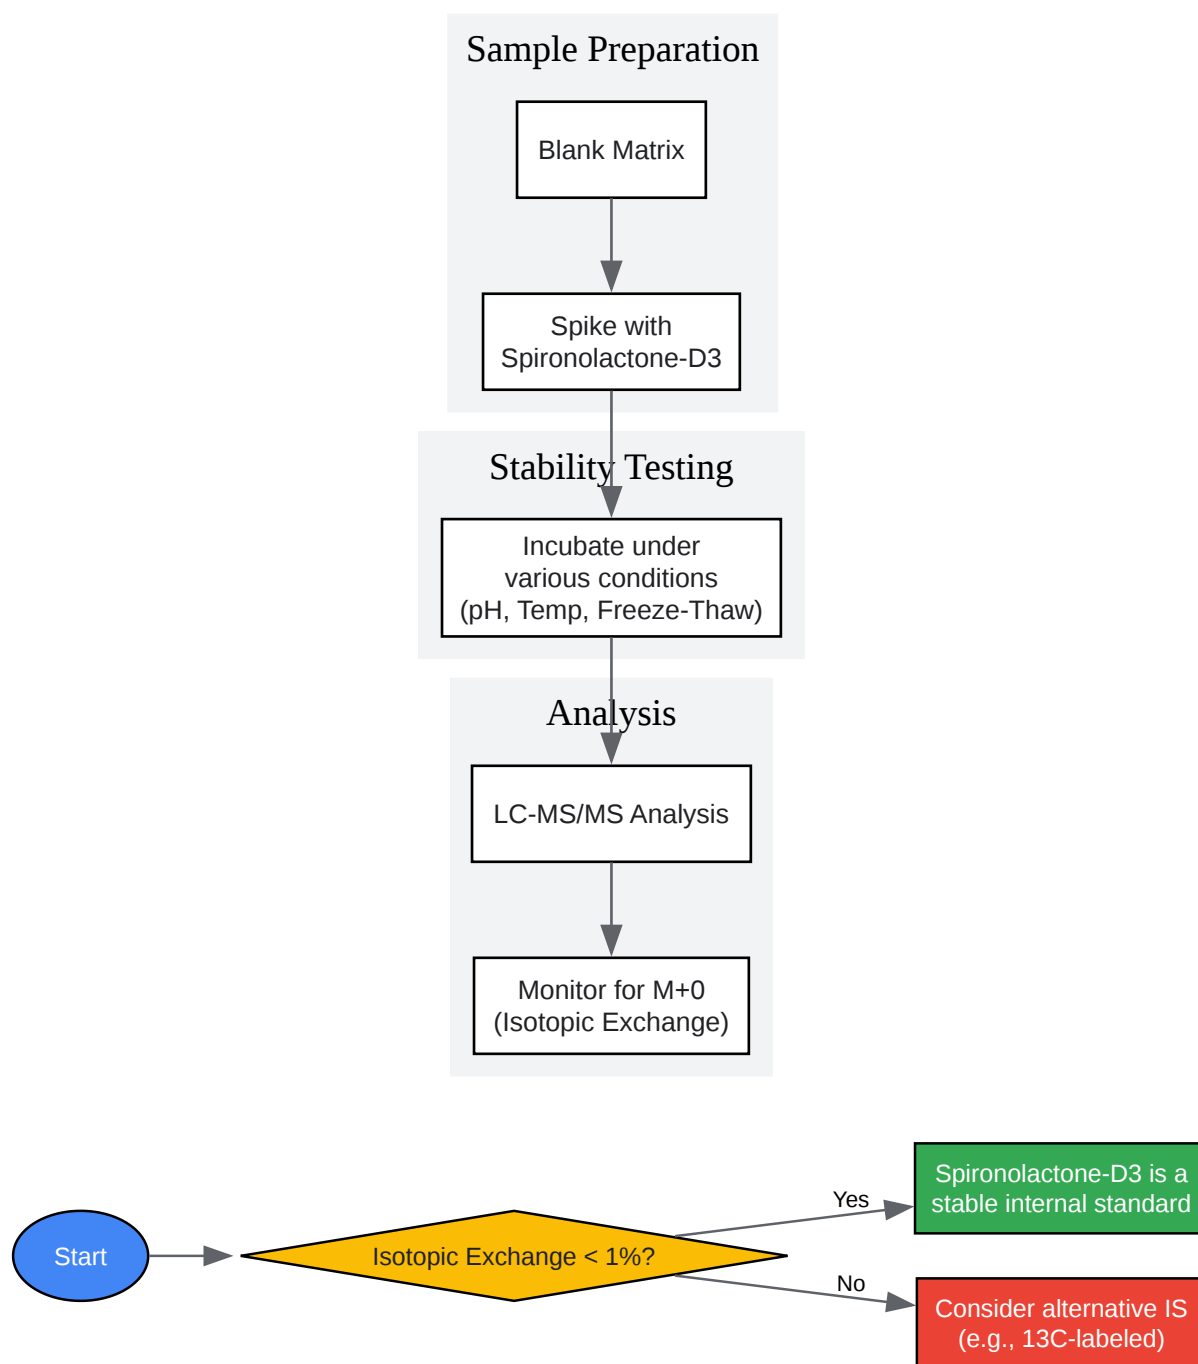 Sample Preparation
Blank Matrix
Spike with
Spironolactone-D3
Stability Testing
Incubate under
various conditions
(pH, Temp, Freeze-Thaw)
Analysis
LC-MS/MS Analysis
Monitor for M+0
(Isotopic Exchange)
Start
Isotopic Exchange < 1%?
Yes
Spironolactone-D3 is a
stable internal standard
No
Consider alternative IS
(e.g., 13C-labeled)